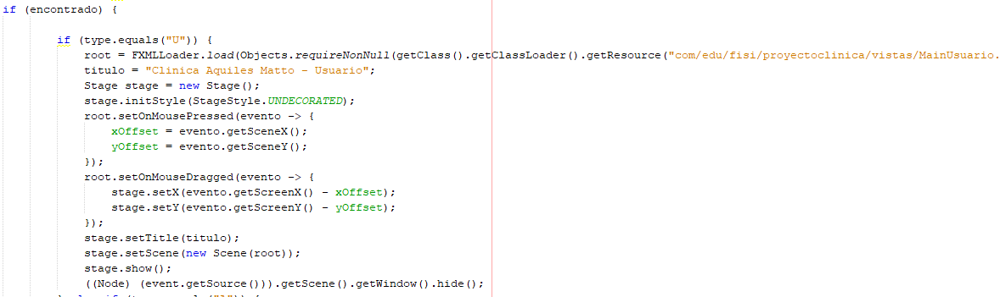 if (encontrado) {
if (type.equals("U")) {
root = FXMLLoader.load(Objects.requireNonNull(getClass().getClassLoader().getResource("com/edu/fisi/proyectoclinica/vistas/MainUsuario.
titulo = "Clinica Aquiles Matto - Usuario";
Stage stage = new Stage();
stage.initStyle(StageStyle.UNDECORATED);
root.setOnMousePressed(evento -> {
xOffset = evento.getSceneX();
yOffset = evento.getSceneY();
});
root.setOnMouseDragged(evento -> {
stage.setX(evento.getScreenX() - xOffset);
stage.setY(evento.getScreenY() - yOffset);
});
stage.setTitle(titulo);
stage.setScene(new Scene(root));
stage.show();
((Node) (event.getSource())).getScene().getWindow().hide();